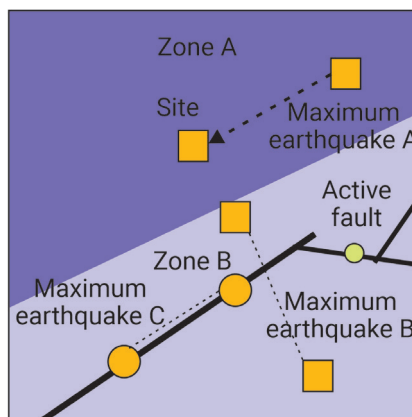 Zone A
Site
Maximum
earthquake A
Active
fault
Zone B
Maximum
earthquake C
Maximum
earthquake B